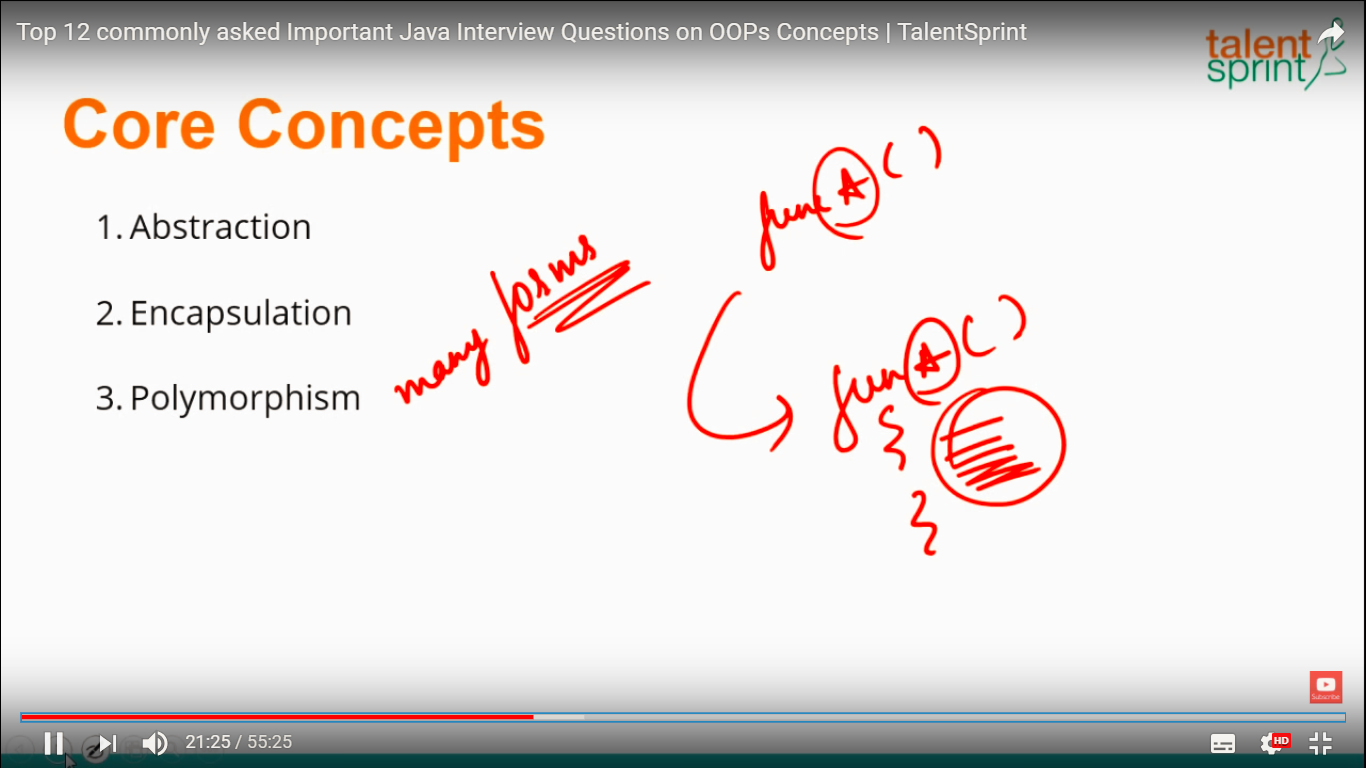 Top 12 commonly asked Important Java Interview Questions on OOPs Concepts | TalentSprint
talent
sprint
Core Concepts
1. Abstraction
2. Encapsulation
3. Polymorphism
many forms
func A ( )
fun A ( )
{
}
Subscribe
21:25 / 55:25
HD